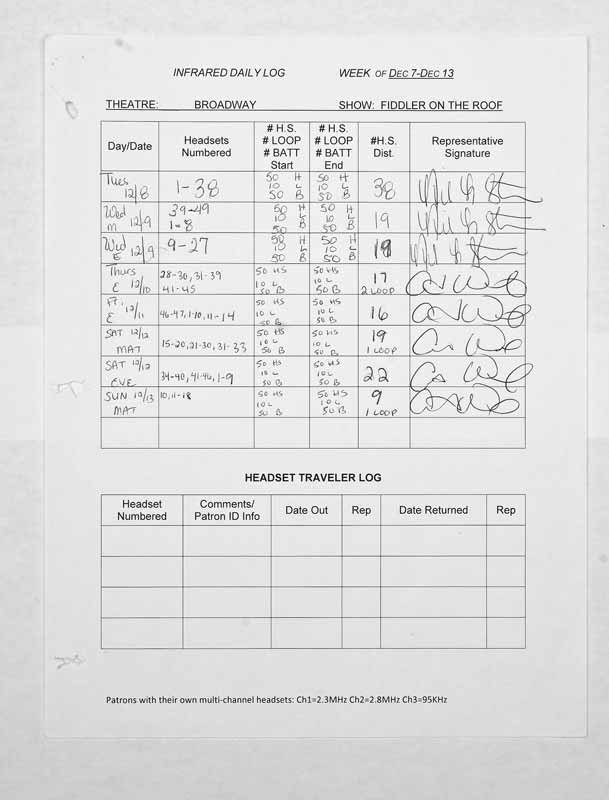 INFRARED DAILY LOG WEEK OF DEC 7-DEC 13
THEATRE: BROADWAY SHOW: FIDDLER ON THE ROOF
Day/Date Headsets Numbered # H.S. # LOOP # BATT Start # H.S. # LOOP # BATT End #H.S. Dist. Representative Signature
Tues 12/8 1-38 50 H 10 L 50 B 50 H 10 L 50 B 38
Wed M 12/9 39-49 1-8 50 H 10 L 50 B 50 H 10 L 50 B 19
Wed E 12/9 9-27 50 H 10 L 50 B 50 H 10 L 50 B 19
Thurs E 12/10 28-30, 31-39 41-45 50 HS 10 L 50 B 50 HS 10 L 50 B 17 2 LOOP
Fri E 12/11 46-47, 1-10, 11-14 50 HS 10 L 50 B 50 HS 10 L 50 B 16
SAT 12/12 MAT 15-20, 21-30, 31-33 50 HS 10 L 50 B 50 HS 10 L 50 B 19 1 LOOP
SAT 12/12 EVE 34-40, 41-46, 1-9 50 HS 10 L 50 B 50 HS 10 L 50 B 22
SUN 12/13 MAT 10, 11-18 50 HS 10 L 50 B 50 HS 10 L 50 B 9 1 LOOP
HEADSET TRAVELER LOG
Headset Numbered Comments/ Patron ID Info Date Out Rep Date Returned Rep
Patrons with their own multi-channel headsets: Ch1=2.3MHz Ch2=2.8MHz Ch3=95KHz